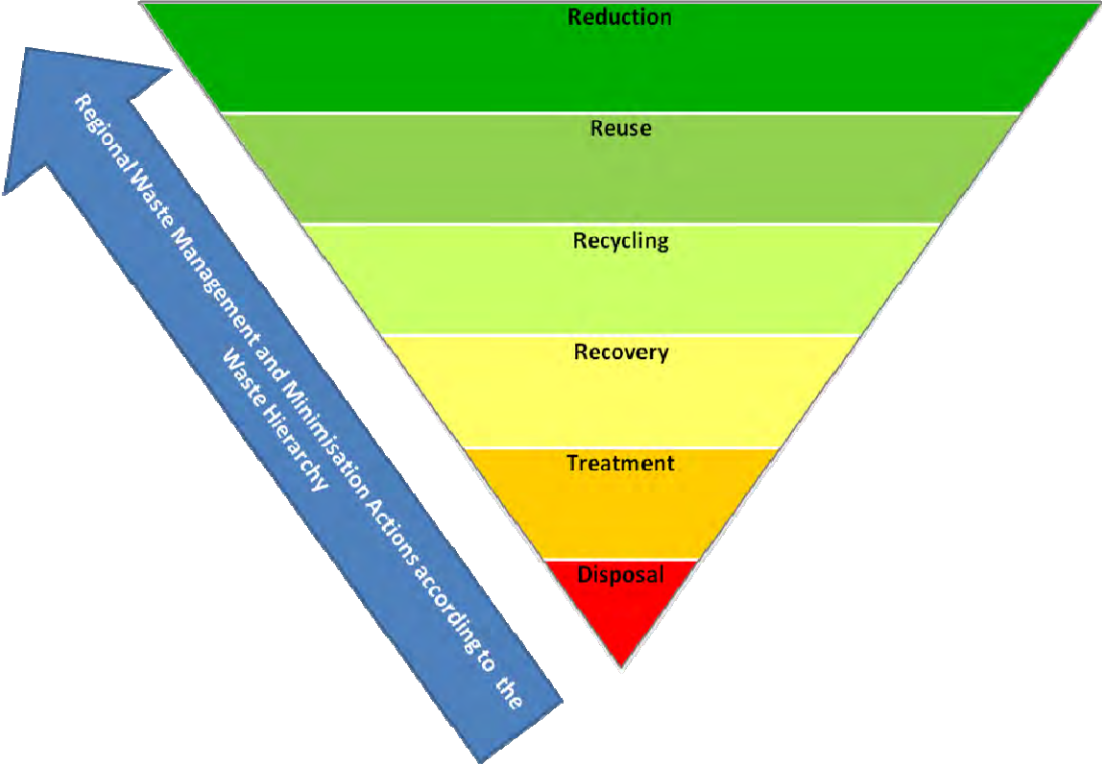 Reduction
Reuse
Recycling
Recovery
Treatment
Disposal
Regional Waste Management and Minimisation Actions according to the
Waste Hierarchy